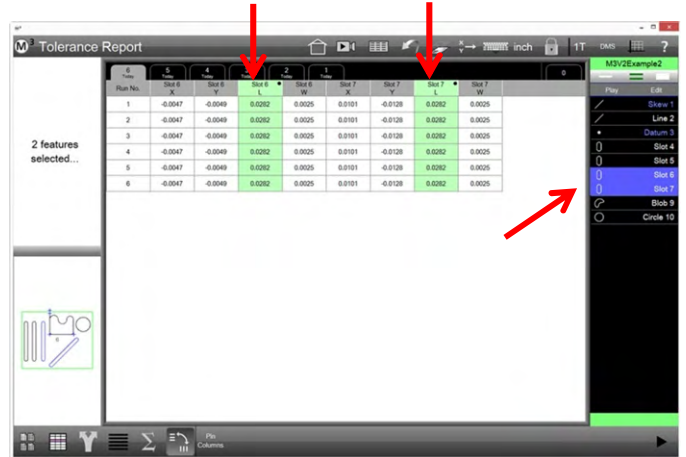 M3 Tolerance Report inch 1T DMS ?
M3V2Example2
Play Edit
Skew 1
Line 2
Datum 3
Slot 4
Slot 5
Slot 6
Slot 7
Blob 9
Circle 10
2 features
selected...
6 5 4 2 1 0
Today Today Today Today Today
Run No. Slot 6 X Slot 6 Y Slot 6 L Slot 6 W Slot 7 X Slot 7 Y Slot 7 L Slot 7 W
1 -0.0047 -0.0049 0.0282 0.0025 0.0101 -0.0128 0.0282 0.0025
2 -0.0047 -0.0049 0.0282 0.0025 0.0101 -0.0128 0.0282 0.0025
3 -0.0047 -0.0049 0.0282 0.0025 0.0101 -0.0128 0.0282 0.0025
4 -0.0047 -0.0049 0.0282 0.0025 0.0101 -0.0128 0.0282 0.0025
5 -0.0047 -0.0049 0.0282 0.0025 0.0101 -0.0128 0.0282 0.0025
6 -0.0047 -0.0049 0.0282 0.0025 0.0101 -0.0128 0.0282 0.0025
Pin
Columns